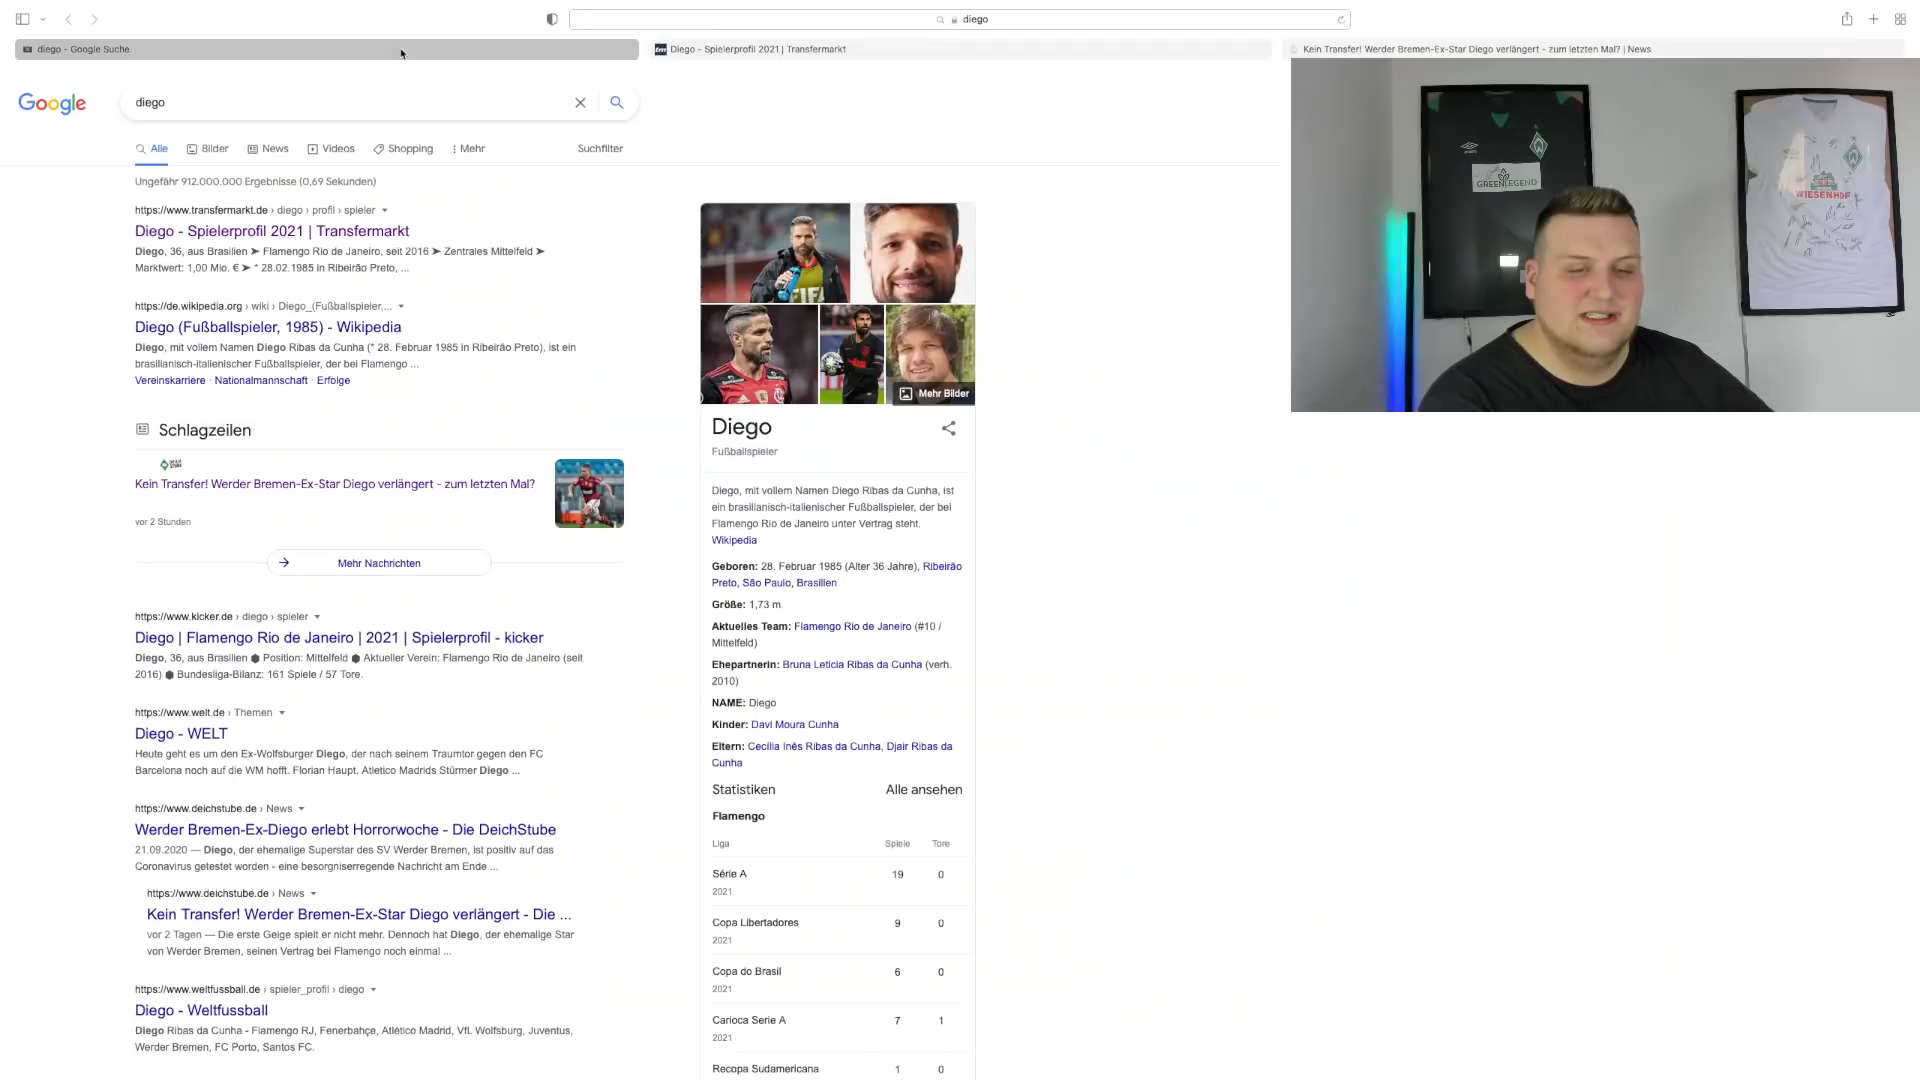 diego
diego - Google Suche
Diego - Spielerprofil 2021 | Transfermarkt
Kein Transfer! Werder Bremen-Ex-Star Diego verlängert - zum letzten Mal? | News
Google
diego
Alle
Bilder
News
Videos
Shopping
Mehr
Suchfilter
Ungefähr 912.000.000 Ergebnisse (0,69 Sekunden)
https://www.transfermarkt.de › diego › profil › spieler
Diego - Spielerprofil 2021 | Transfermarkt
Diego, 36, aus Brasilien ➤ Flamengo Rio de Janeiro, seit 2016 ➤ Zentrales Mittelfeld ➤
Marktwert: 1,00 Mio. € ➤ * 28.02.1985 in Ribeirão Preto, ...
https://de.wikipedia.org › wiki › Diego_(Fußballspieler,...
Diego (Fußballspieler, 1985) - Wikipedia
Diego, mit vollem Namen Diego Ribas da Cunha (* 28. Februar 1985 in Ribeirão Preto), ist ein
brasilianisch-italienischer Fußballspieler, der bei Flamengo ...
Vereinskarriere · Nationalmannschaft · Erfolge
Schlagzeilen
Kein Transfer! Werder Bremen-Ex-Star Diego verlängert - zum letzten Mal?
vor 2 Stunden
Mehr Nachrichten
https://www.kicker.de › diego › spieler
Diego | Flamengo Rio de Janeiro | 2021 | Spielerprofil - kicker
Diego, 36, aus Brasilien ⬢ Position: Mittelfeld ⬢ Aktueller Verein: Flamengo Rio de Janeiro (seit
2016) ⬢ Bundesliga-Bilanz: 161 Spiele / 57 Tore.
https://www.welt.de › Themen
Diego - WELT
Heute geht es um den Ex-Wolfsburger Diego, der nach seinem Traumtor gegen den FC
Barcelona noch auf die WM hofft. Florian Haupt. Atletico Madrids Stürmer Diego ...
https://www.deichstube.de › News
Werder Bremen-Ex-Diego erlebt Horrorwoche - Die DeichStube
21.09.2020 — Diego, der ehemalige Superstar des SV Werder Bremen, ist positiv auf das
Coronavirus getestet worden - eine besorgniserregende Nachricht am Ende ...
https://www.deichstube.de › News
Kein Transfer! Werder Bremen-Ex-Star Diego verlängert - Die ...
vor 2 Tagen — Die erste Geige spielt er nicht mehr. Dennoch hat Diego, der ehemalige Star
von Werder Bremen, seinen Vertrag bei Flamengo noch einmal ...
https://www.weltfussball.de › spieler_profil › diego
Diego - Weltfussball
Diego Ribas da Cunha - Flamengo RJ, Fenerbahçe, Atlético Madrid, VfL Wolfsburg, Juventus,
Werder Bremen, FC Porto, Santos FC.
FIFA
Mehr Bilder
Diego
Fußballspieler
Diego, mit vollem Namen Diego Ribas da Cunha, ist
ein brasilianisch-italienischer Fußballspieler, der bei
Flamengo Rio de Janeiro unter Vertrag steht.
Wikipedia
Geboren: 28. Februar 1985 (Alter 36 Jahre), Ribeirão
Preto, São Paulo, Brasilien
Größe: 1,73 m
Aktuelles Team: Flamengo Rio de Janeiro (#10 /
Mittelfeld)
Ehepartnerin: Bruna Leticia Ribas da Cunha (verh.
2010)
NAME: Diego
Kinder: Davi Moura Cunha
Eltern: Cecília Inês Ribas da Cunha, Djair Ribas da
Cunha
Statistiken
Alle ansehen
Flamengo
Liga Spiele Tore
Série A 19 0
2021
Copa Libertadores 9 0
2021
Copa do Brasil 6 0
2021
Carioca Serie A 7 1
2021
Recopa Sudamericana 1 0
GREENLEGEND
WIESENHOF